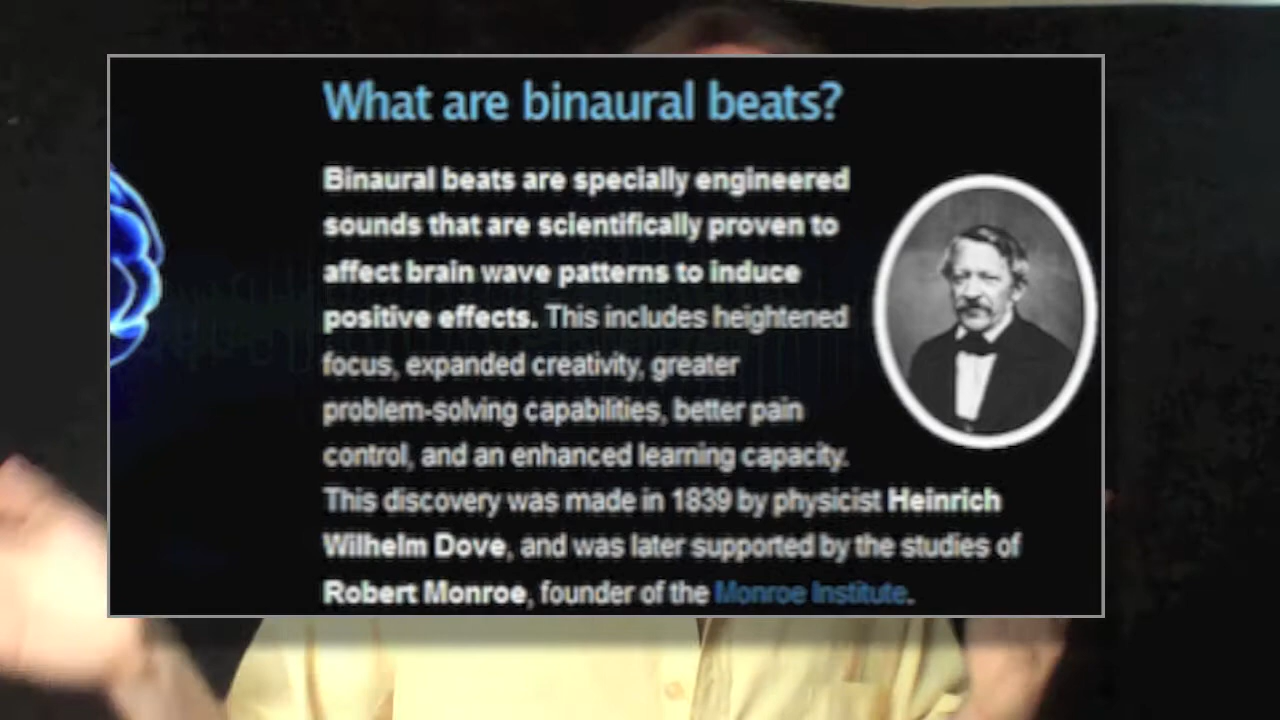 What are binaural beats?
Binaural beats are specially engineered
sounds that are scientifically proven to
affect brain wave patterns to induce
positive effects. This includes heightened
focus, expanded creativity, greater
problem-solving capabilities, better pain
control, and an enhanced learning capacity.
This discovery was made in 1839 by physicist Heinrich
Wilhelm Dove, and was later supported by the studies of
Robert Monroe, founder of the Monroe Institute.